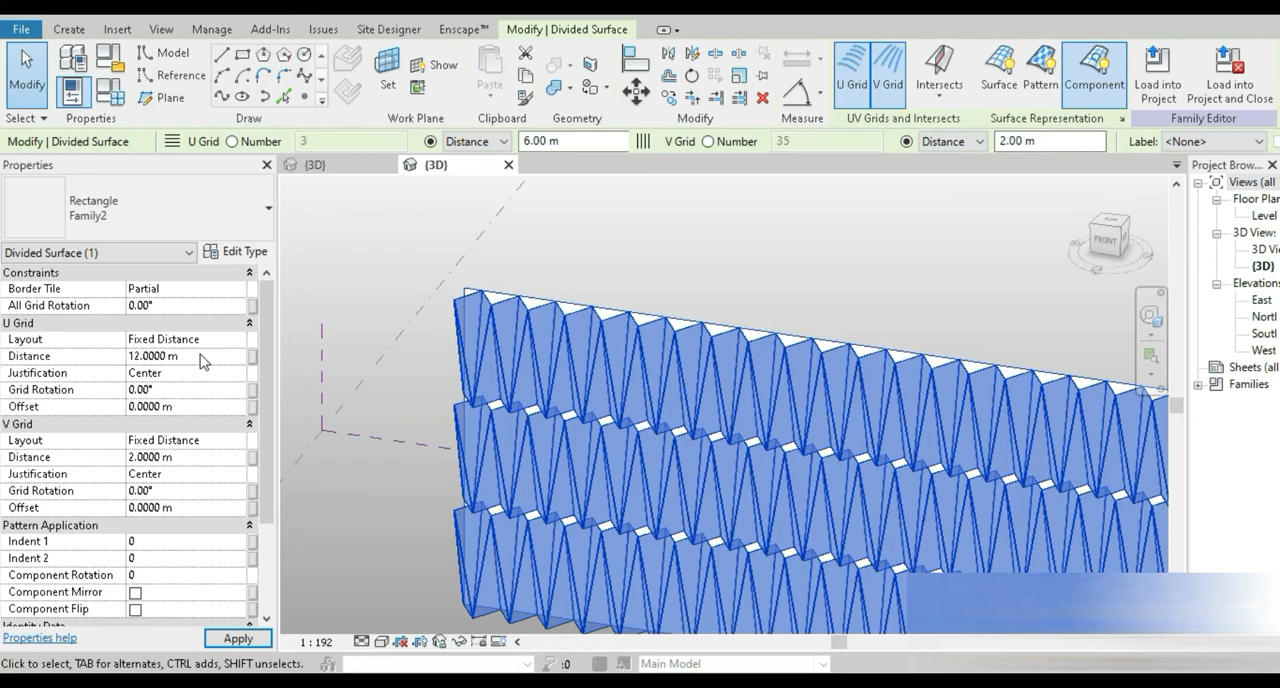 File Create Insert View Manage Add-Ins Issues Site Designer Enscape™ Modify | Divided Surface
Modify
Select
Properties
Model
Reference
Plane
Draw
Set
Show
Work Plane
Paste
Clipboard
Geometry
Modify
Measure
U Grid
V Grid
Intersects
UV Grids and Intersects
Surface
Pattern
Component
Surface Representation
Load into
Project
Load into
Project and Close
Family Editor
Modify | Divided Surface U Grid Number 3 Distance 6.00 m V Grid Number 35 Distance 2.00 m Label: <None>
Properties
{3D}
{3D}
Project Brow...
Rectangle
Family2
Divided Surface (1) Edit Type
Constraints
Border Tile Partial
All Grid Rotation 0.00°
U Grid
Layout Fixed Distance
Distance 12.0000 m
Justification Center
Grid Rotation 0.00°
Offset 0.0000 m
V Grid
Layout Fixed Distance
Distance 2.0000 m
Justification Center
Grid Rotation 0.00°
Offset 0.0000 m
Pattern Application
Indent 1 0
Indent 2 0
Component Rotation 0
Component Mirror
Component Flip
Identity Data
Properties help Apply
FRONT
Views (all
Floor Plan
Level
3D View:
3D Vi
{3D}
Elevations
East
Nortl
Soutl
West
Sheets (all
Families
1 : 192
Click to select, TAB for alternates, CTRL adds, SHIFT unselects. :0 Main Model